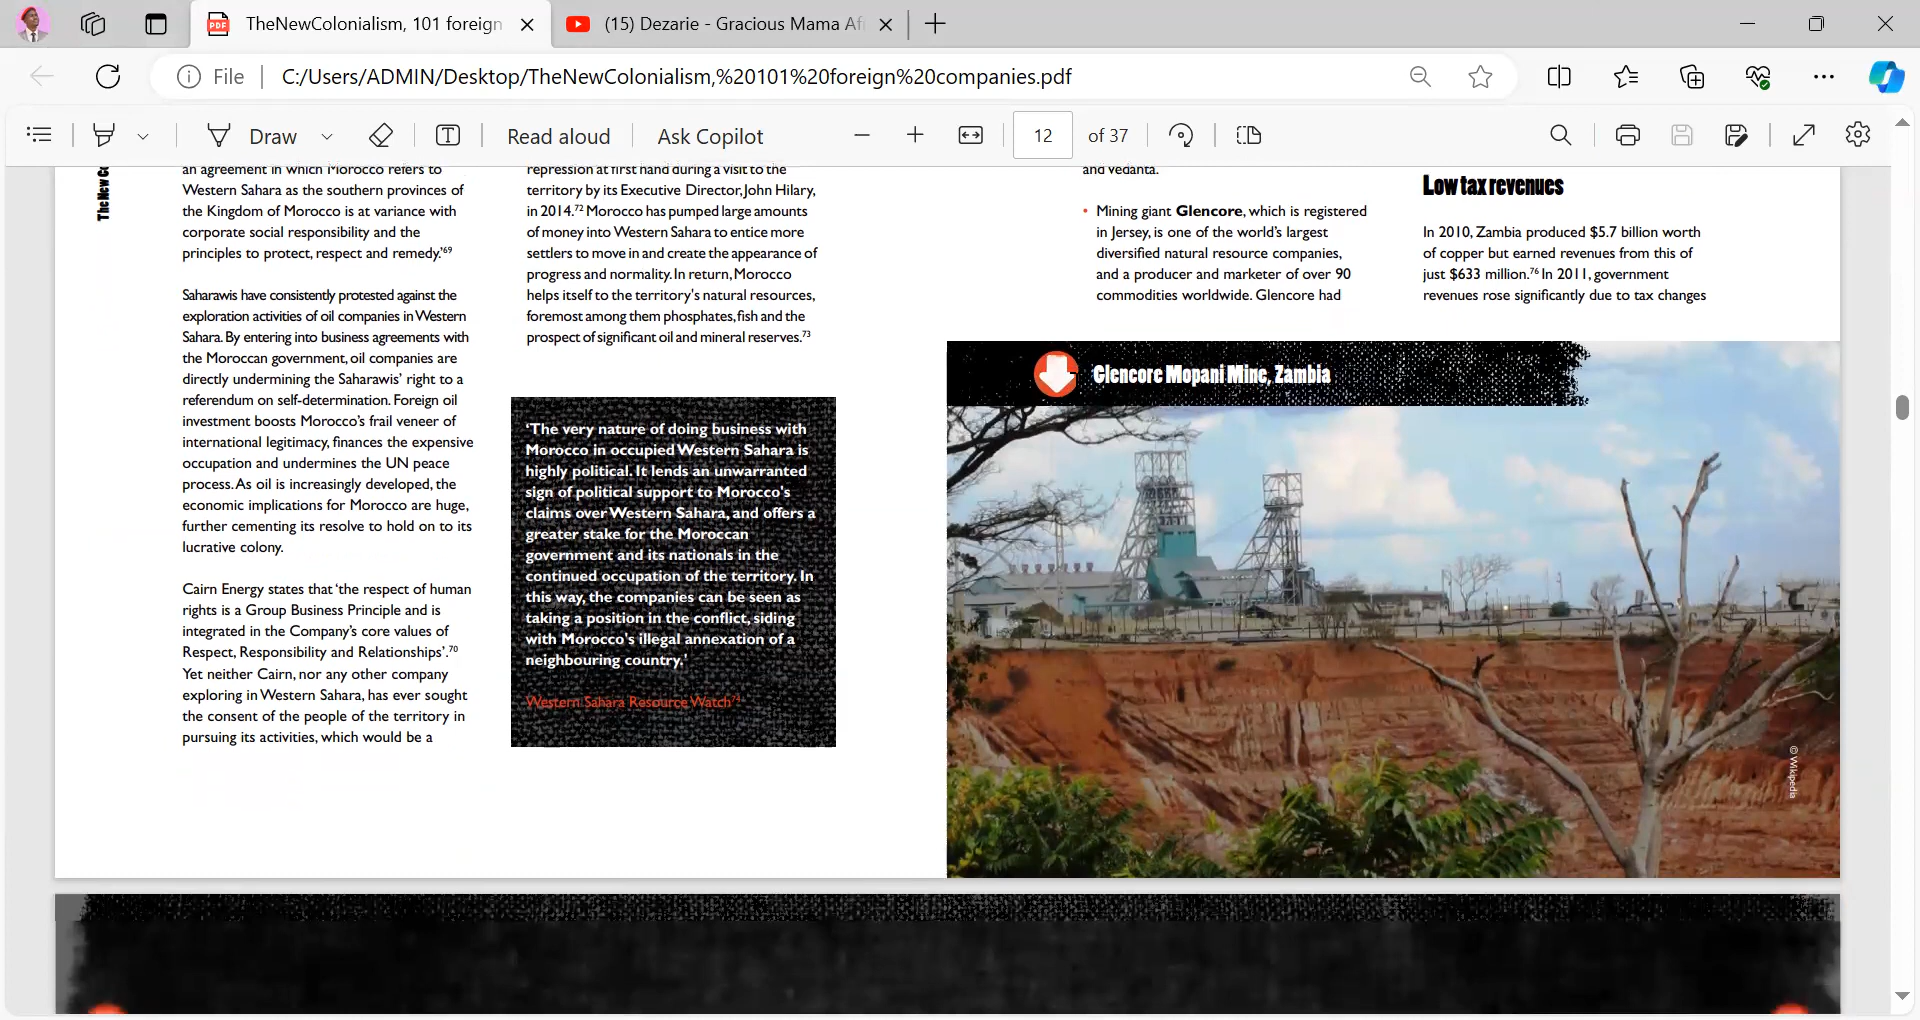 TheNewColonialism, 101 foreign
(15) Dezarie - Gracious Mama Af
File
C:/Users/ADMIN/Desktop/TheNewColonialism,%20101%20foreign%20companies.pdf
Draw
Read aloud
Ask Copilot
12
of 37
The New Co
an agreement in which Morocco refers to
Western Sahara as the southern provinces of
the Kingdom of Morocco is at variance with
corporate social responsibility and the
principles to protect, respect and remedy.'69
Saharawis have consistently protested against the
exploration activities of oil companies in Western
Sahara. By entering into business agreements with
the Moroccan government, oil companies are
directly undermining the Saharawis' right to a
referendum on self-determination. Foreign oil
investment boosts Morocco's frail veneer of
international legitimacy, finances the expensive
occupation and undermines the UN peace
process. As oil is increasingly developed, the
economic implications for Morocco are huge,
further cementing its resolve to hold on to its
lucrative colony.
Cairn Energy states that 'the respect of human
rights is a Group Business Principle and is
integrated in the Company's core values of
Respect, Responsibility and Relationships'.70
Yet neither Cairn, nor any other company
exploring in Western Sahara, has ever sought
the consent of the people of the territory in
pursuing its activities, which would be a
repression at first hand during a visit to the
territory by its Executive Director, John Hilary,
in 2014.72 Morocco has pumped large amounts
of money into Western Sahara to entice more
settlers to move in and create the appearance of
progress and normality. In return, Morocco
helps itself to the territory's natural resources,
foremost among them phosphates, fish and the
prospect of significant oil and mineral reserves.73
'The very nature of doing business with
Morocco in occupied Western Sahara is
highly political. It lends an unwarranted
sign of political support to Morocco's
claims over Western Sahara, and offers a
greater stake for the Moroccan
government and its nationals in the
continued occupation of the territory. In
this way, the companies can be seen as
taking a position in the conflict, siding
with Morocco's illegal annexation of a
neighbouring country.'
Western Sahara Resource Watch74
and Vedanta.
• Mining giant Glencore, which is registered
in Jersey, is one of the world's largest
diversified natural resource companies,
and a producer and marketer of over 90
commodities worldwide. Glencore had
Low tax revenues
In 2010, Zambia produced $5.7 billion worth
of copper but earned revenues from this of
just $633 million.76 In 2011, government
revenues rose significantly due to tax changes
Glencore Mopani Mine, Zambia
© Wikipedia